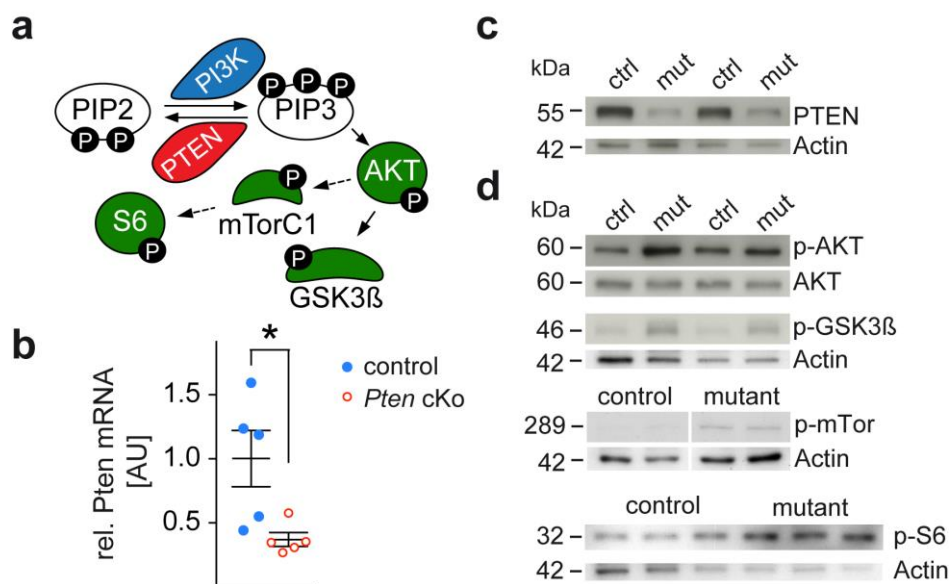 a
PI3K
PIP2
P P
P P P
PIP3
PTEN
AKT
P
mTorC1
P
S6
P
P
GSK3ß
b
rel. Pten mRNA
[AU]
1.5
1.0
0.5
*
control
Pten cKo
c
kDa
ctrl mut ctrl mut
55 PTEN
42 Actin
d
kDa
ctrl mut ctrl mut
60 p-AKT
60 AKT
46 p-GSK3ß
42 Actin
control mutant
289 p-mTor
42 Actin
control mutant
32 p-S6
42 Actin